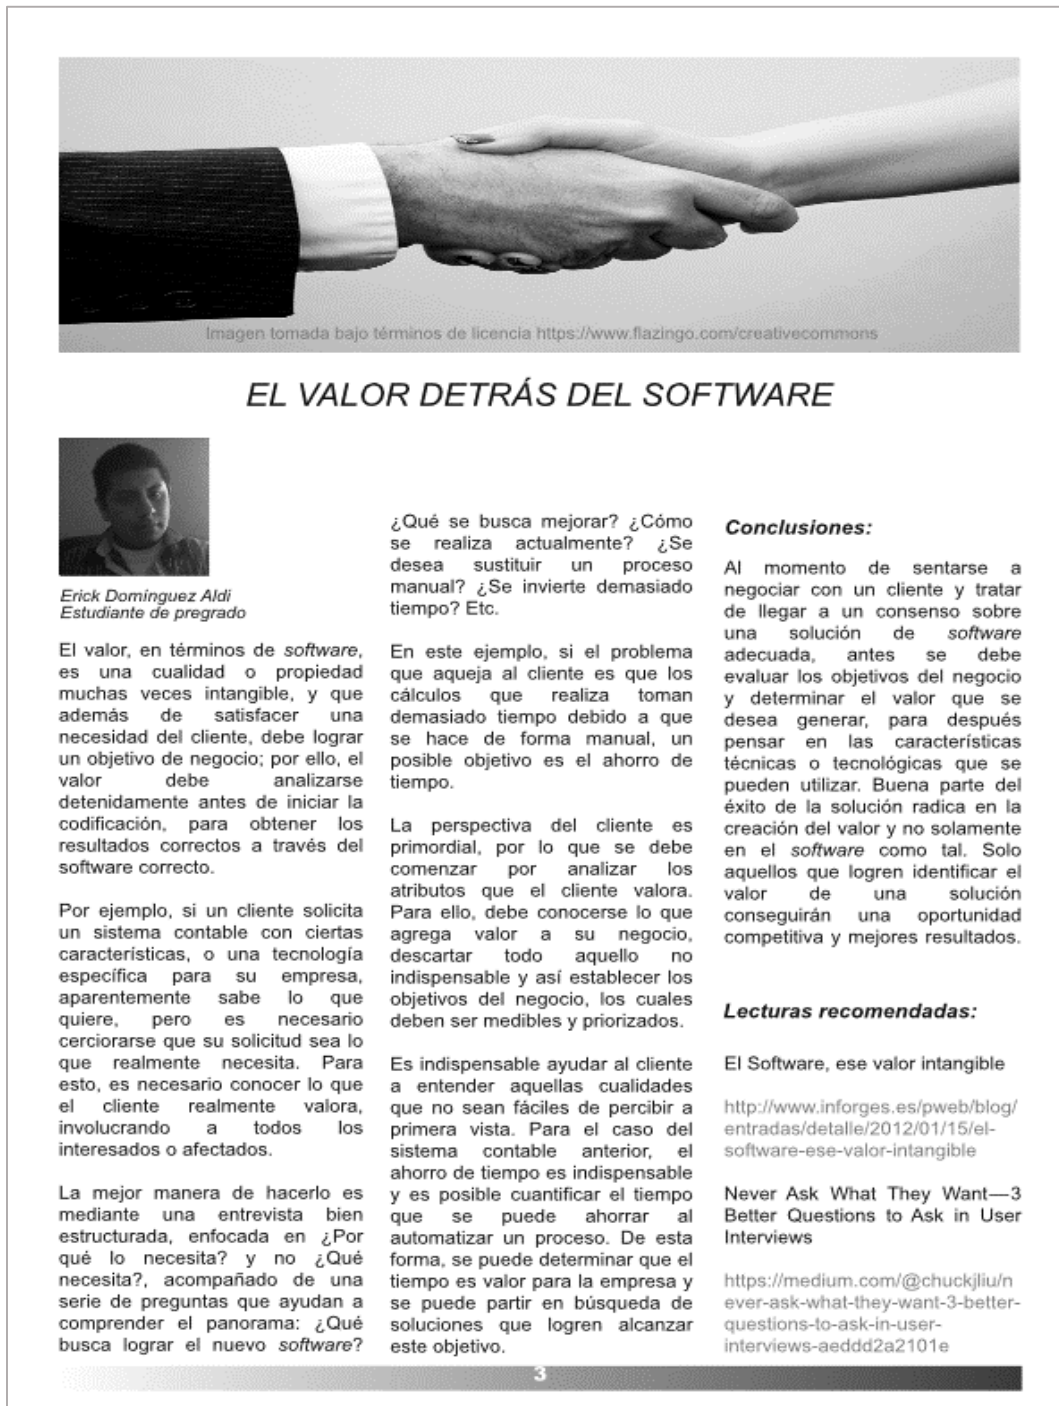 Imagen tomada bajo términos de licencia https://www.flazingo.com/creativecommons
EL VALOR DETRÁS DEL SOFTWARE
Erick Domínguez Aldi
Estudiante de pregrado
El valor, en términos de software,
es una cualidad o propiedad
muchas veces intangible, y que
además de satisfacer una
necesidad del cliente, debe lograr
un objetivo de negocio; por ello, el
valor debe analizarse
detenidamente antes de iniciar la
codificación, para obtener los
resultados correctos a través del
software correcto.
Por ejemplo, si un cliente solicita
un sistema contable con ciertas
características, o una tecnología
específica para su empresa,
aparentemente sabe lo que
quiere, pero es necesario
cerciorarse que su solicitud sea lo
que realmente necesita. Para
esto, es necesario conocer lo que
el cliente realmente valora,
involucrando a todos los
interesados o afectados.
La mejor manera de hacerlo es
mediante una entrevista bien
estructurada, enfocada en ¿Por
qué lo necesita? y no ¿Qué
necesita?, acompañado de una
serie de preguntas que ayudan a
comprender el panorama: ¿Qué
busca lograr el nuevo software?
¿Qué se busca mejorar? ¿Cómo
se realiza actualmente? ¿Se
desea sustituir un proceso
manual? ¿Se invierte demasiado
tiempo? Etc.
En este ejemplo, si el problema
que aqueja al cliente es que los
cálculos que realiza toman
demasiado tiempo debido a que
se hace de forma manual, un
posible objetivo es el ahorro de
tiempo.
La perspectiva del cliente es
primordial, por lo que se debe
comenzar por analizar los
atributos que el cliente valora.
Para ello, debe conocerse lo que
agrega valor a su negocio,
descartar todo aquello no
indispensable y así establecer los
objetivos del negocio, los cuales
deben ser medibles y priorizados.
Es indispensable ayudar al cliente
a entender aquellas cualidades
que no sean fáciles de percibir a
primera vista. Para el caso del
sistema contable anterior, el
ahorro de tiempo es indispensable
y es posible cuantificar el tiempo
que se puede ahorrar al
automatizar un proceso. De esta
forma, se puede determinar que el
tiempo es valor para la empresa y
se puede partir en búsqueda de
soluciones que logren alcanzar
este objetivo.
Conclusiones:
Al momento de sentarse a
negociar con un cliente y tratar
de llegar a un consenso sobre
una solución de software
adecuada, antes se debe
evaluar los objetivos del negocio
y determinar el valor que se
desea generar, para después
pensar en las características
técnicas o tecnológicas que se
pueden utilizar. Buena parte del
éxito de la solución radica en la
creación del valor y no solamente
en el software como tal. Solo
aquellos que logren identificar el
valor de una solución
conseguirán una oportunidad
competitiva y mejores resultados.
Lecturas recomendadas:
El Software, ese valor intangible
http://www.inforges.es/pweb/blog/
entradas/detalle/2012/01/15/el-
software-ese-valor-intangible
Never Ask What They Want—3
Better Questions to Ask in User
Interviews
https://medium.com/@chuckjliu/n
ever-ask-what-they-want-3-better-
questions-to-ask-in-user-
interviews-aeddd2a2101e
3